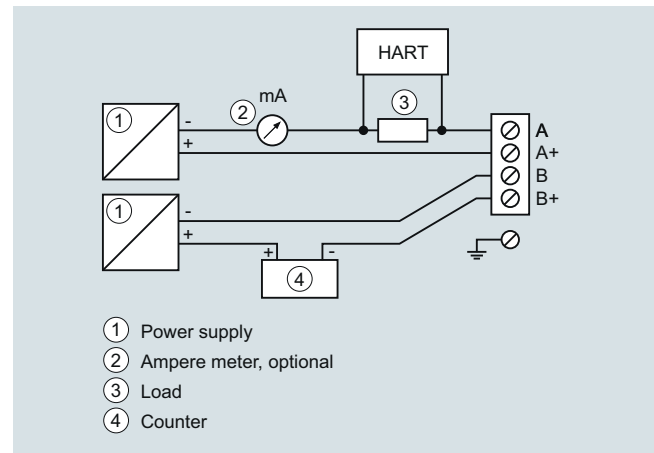 HART
mA
2
3
1
-
+
A
A+
B
B+
1
-
+
+ -
4
1 Power supply
2 Ampere meter, optional
3 Load
4 Counter